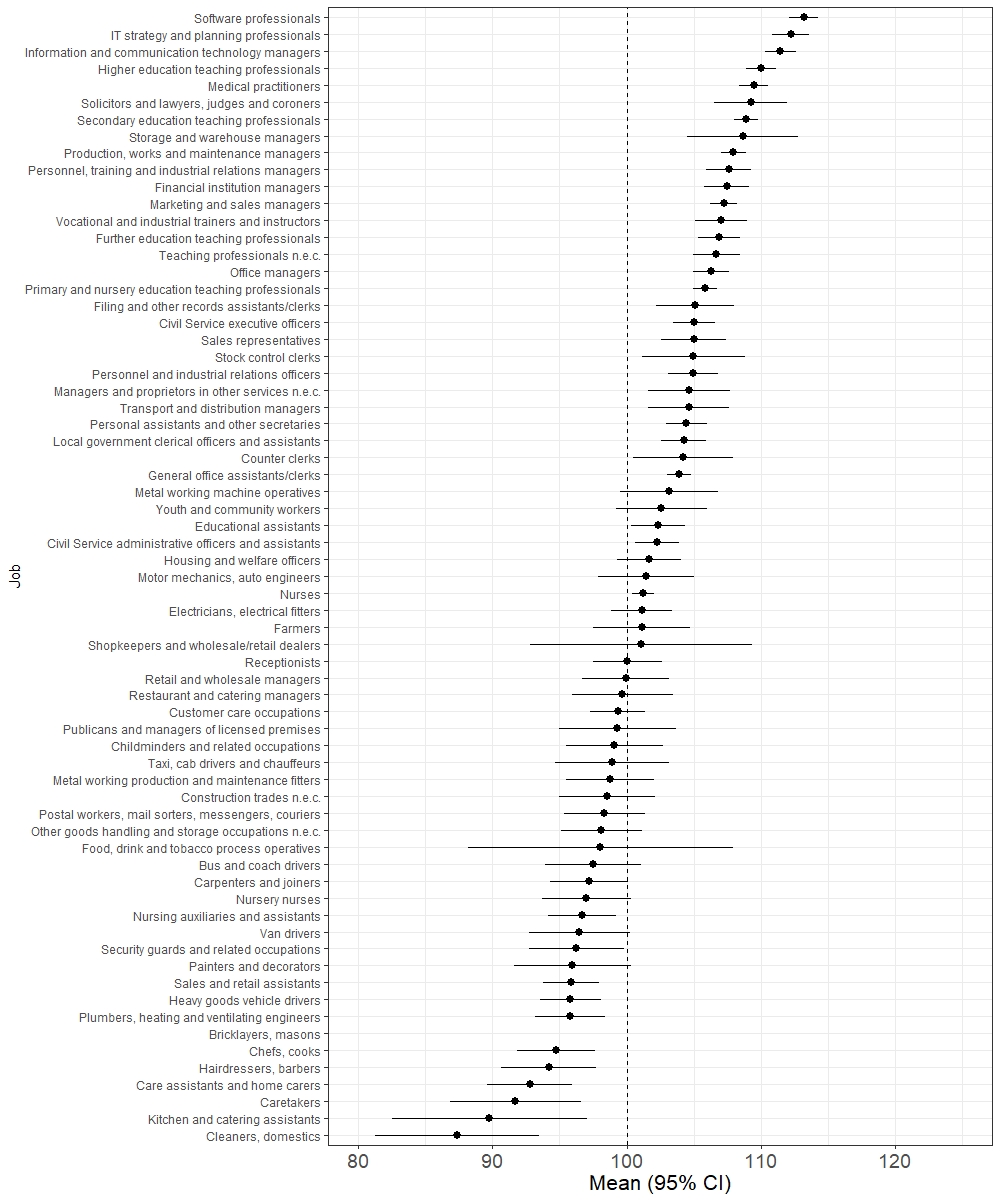 Software professionals
IT strategy and planning professionals
Information and communication technology managers
Higher education teaching professionals
Medical practitioners
Solicitors and lawyers, judges and coroners
Secondary education teaching professionals
Storage and warehouse managers
Production, works and maintenance managers
Personnel, training and industrial relations managers
Financial institution managers
Marketing and sales managers
Vocational and industrial trainers and instructors
Further education teaching professionals
Teaching professionals n.e.c.
Office managers
Primary and nursery education teaching professionals
Filing and other records assistants/clerks
Civil Service executive officers
Sales representatives
Stock control clerks
Personnel and industrial relations officers
Managers and proprietors in other services n.e.c.
Transport and distribution managers
Personal assistants and other secretaries
Local government clerical officers and assistants
Counter clerks
General office assistants/clerks
Metal working machine operatives
Youth and community workers
Educational assistants
Civil Service administrative officers and assistants
Housing and welfare officers
Motor mechanics, auto engineers
Nurses
Electricians, electrical fitters
Farmers
Shopkeepers and wholesale/retail dealers
Receptionists
Retail and wholesale managers
Restaurant and catering managers
Customer care occupations
Publicans and managers of licensed premises
Childminders and related occupations
Taxi, cab drivers and chauffeurs
Metal working production and maintenance fitters
Construction trades n.e.c.
Postal workers, mail sorters, messengers, couriers
Other goods handling and storage occupations n.e.c.
Food, drink and tobacco process operatives
Bus and coach drivers
Carpenters and joiners
Nursery nurses
Nursing auxiliaries and assistants
Van drivers
Security guards and related occupations
Painters and decorators
Sales and retail assistants
Heavy goods vehicle drivers
Plumbers, heating and ventilating engineers
Bricklayers, masons
Chefs, cooks
Hairdressers, barbers
Care assistants and home carers
Caretakers
Kitchen and catering assistants
Cleaners, domestics
Job
80 90 100 110 120
Mean (95% CI)